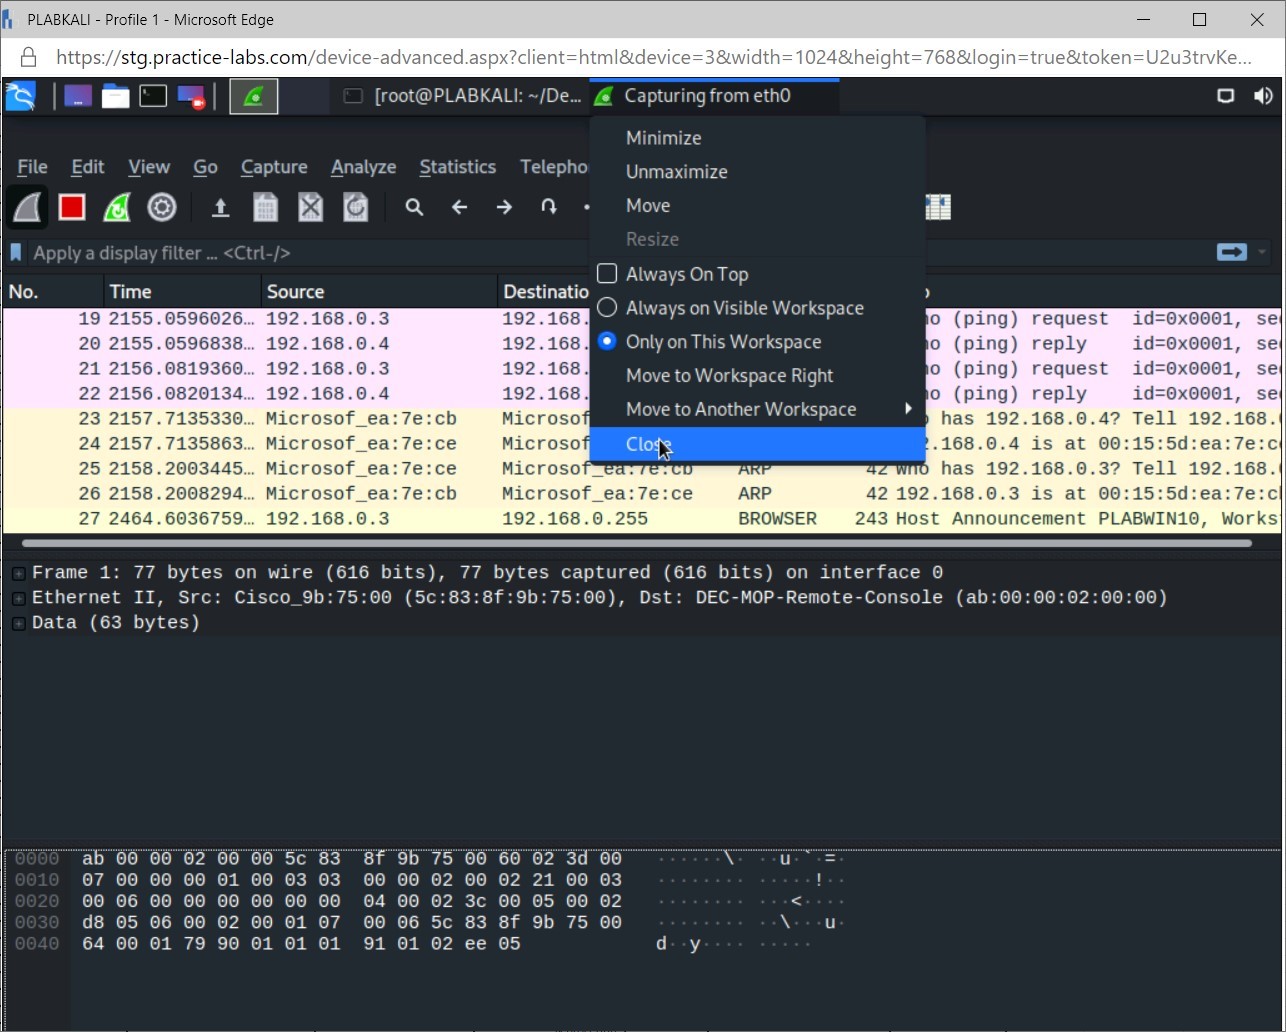 PLABKALI - Profile 1 - Microsoft Edge
https://stg.practice-labs.com/device-advanced.aspx?client=html&device=3&width=1024&height=768&login=true&token=U2u3trvKe...
[root@PLABKALI: ~/De... Capturing from eth0
Minimize
Unmaximize
Move
Resize
Always On Top
Always on Visible Workspace
Only on This Workspace
Move to Workspace Right
Move to Another Workspace
Close
File Edit View Go Capture Analyze Statistics Telepho
Apply a display filter ... <Ctrl-/>
No. Time Source Destinatio o
19 2155.0596026… 192.168.0.3 192.168. ho (ping) request id=0x0001, se
20 2155.0596838… 192.168.0.4 192.168. ho (ping) reply id=0x0001, se
21 2156.0819360… 192.168.0.3 192.168. ho (ping) request id=0x0001, se
22 2156.0820134… 192.168.0.4 192.168. ho (ping) reply id=0x0001, se
23 2157.7135330… Microsof_ea:7e:cb Microsof o has 192.168.0.4? Tell 192.168.
24 2157.7135863… Microsof_ea:7e:ce Microsof 2.168.0.4 is at 00:15:5d:ea:7e:c
25 2158.2003445… Microsof_ea:7e:ce Microsof_ea:7e:cb ARP 42 Who has 192.168.0.3? Tell 192.168.
26 2158.2008294… Microsof_ea:7e:cb Microsof_ea:7e:ce ARP 42 192.168.0.3 is at 00:15:5d:ea:7e:c
27 2464.6036759… 192.168.0.3 192.168.0.255 BROWSER 243 Host Announcement PLABWIN10, Works
Frame 1: 77 bytes on wire (616 bits), 77 bytes captured (616 bits) on interface 0
Ethernet II, Src: Cisco_9b:75:00 (5c:83:8f:9b:75:00), Dst: DEC-MOP-Remote-Console (ab:00:00:02:00:00)
Data (63 bytes)
0000 ab 00 00 02 00 00 5c 83 8f 9b 75 00 60 02 3d 00 ······\· ··u·`·=·
0010 07 00 00 00 01 00 03 03 00 00 02 00 02 21 00 03 ········ ·····!··
0020 00 06 00 00 00 00 00 00 04 00 02 3c 00 05 00 02 ········ ···<····
0030 d8 05 06 00 02 00 01 07 00 06 5c 83 8f 9b 75 00 ········ ··\···u·
0040 64 00 01 79 90 01 01 01 91 01 02 ee 05 d··y···· ·····